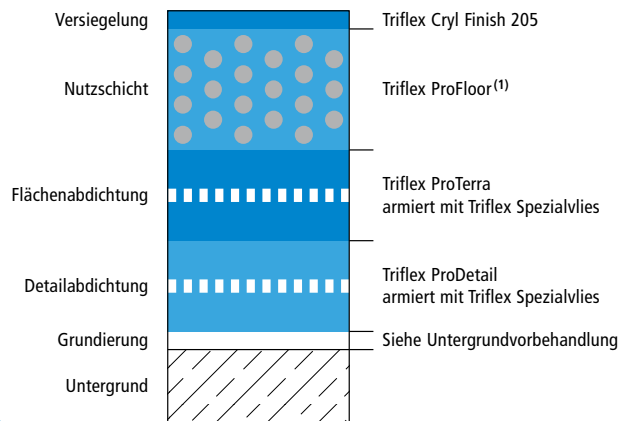 Versiegelung Triflex Cryl Finish 205
Nutzschicht Triflex ProFloor(1)
Flächenabdichtung Triflex ProTerra
armiert mit Triflex Spezialvlies
Detailabdichtung Triflex ProDetail
armiert mit Triflex Spezialvlies
Grundierung Siehe Untergrundvorbehandlung
Untergrund